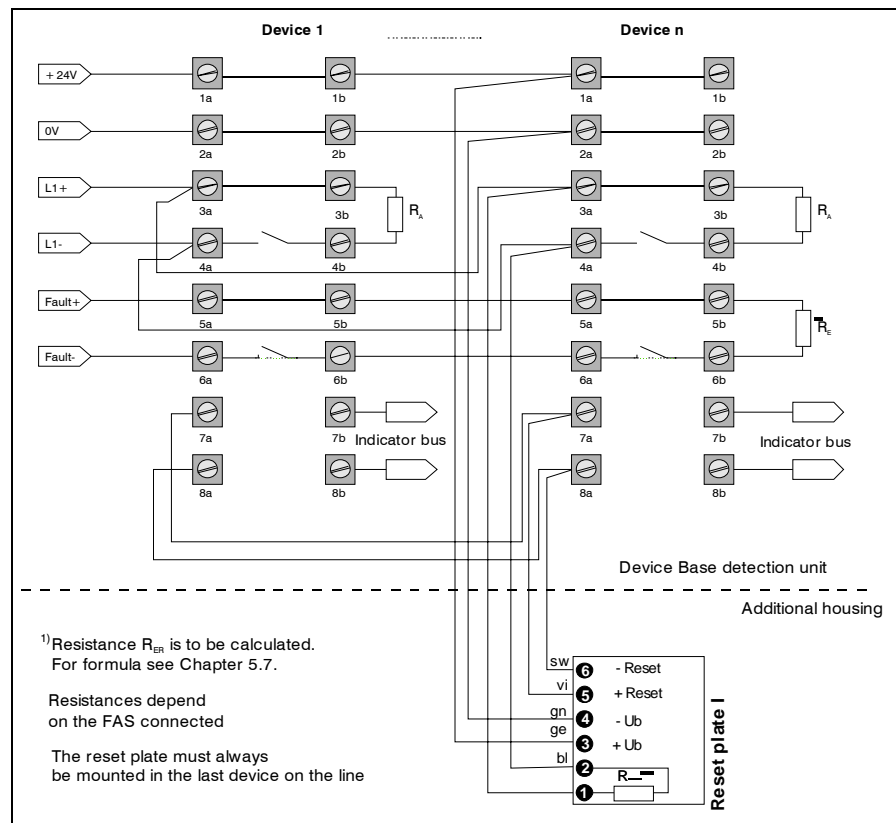 Device 1
Device n
+ 24V
1a 1b 1a 1b
0V
2a 2b 2a 2b
L1+
3a 3b 3a 3b
RA RA
L1-
4a 4b 4a 4b
Fault+
5a 5b 5a 5b
RE
Fault-
6a 6b 6a 6b
7a 7b 7a 7b
Indicator bus Indicator bus
8a 8b 8a 8b
Device Base detection unit
Additional housing
1) Resistance RER is to be calculated.
For formula see Chapter 5.7.
Resistances depend
on the FAS connected
The reset plate must always
be mounted in the last device on the line
sw 6 - Reset
vi 5 + Reset
gn 4 - Ub
ge 3 + Ub
bl 2
R
1
Reset plate I